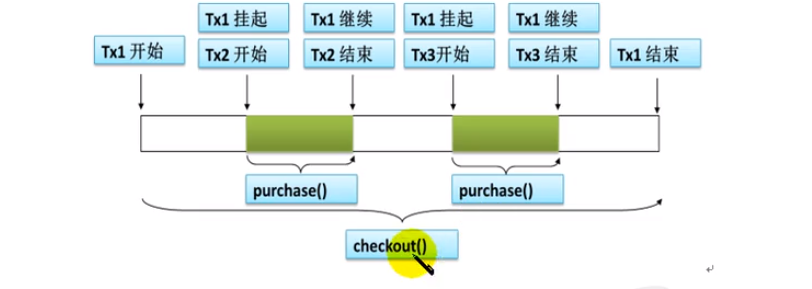 Tx1 挂起
Tx1 继续
Tx1 挂起
Tx1 继续
Tx1 开始
Tx2 开始
Tx2 结束
Tx3开始
Tx3 结束
Tx1 结束
purchase()
purchase()
checkout()